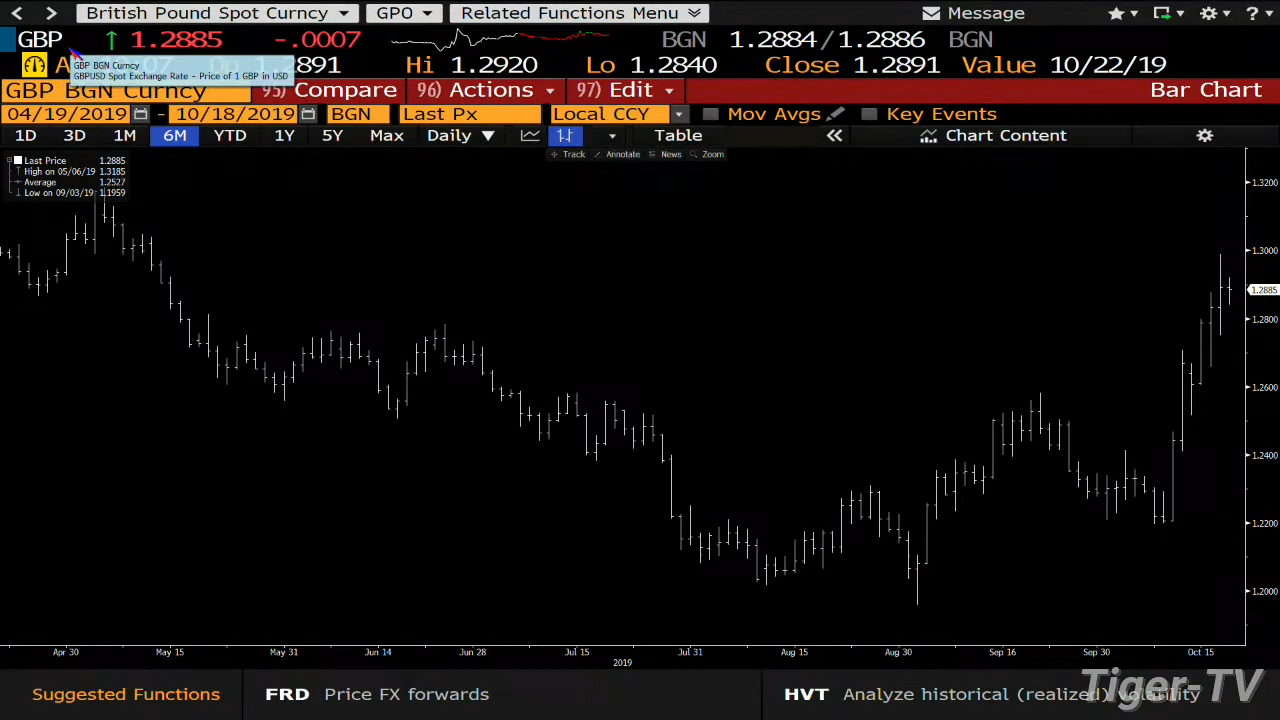 British Pound Spot Curncy GPO Related Functions Menu Message
GBP 1.2885 -.0007 BGN 1.2884/1.2886 BGN
1.2891 Hi 1.2920 Lo 1.2840 Close 1.2891 Value 10/22/19
GBP BGN Curncy
GBPUSD Spot Exchange Rate - Price of 1 GBP in USD
GBP BGN Curncy 95) Compare 96) Actions 97) Edit Bar Chart
04/19/2019 - 10/18/2019 BGN Last Px Local CCY Mov Avgs Key Events
1D 3D 1M 6M YTD 1Y 5Y Max Daily Table Chart Content
Track Annotate News Zoom
Last Price 1.2885
High on 05/06/19 1.3185
Average 1.2527
Low on 09/03/19 1.1959
1.3200
1.3000
1.2885
1.2800
1.2600
1.2400
1.2200
1.2000
Apr 30 May 15 May 31 Jun 14 Jun 28 Jul 15 Jul 31 Aug 15 Aug 30 Sep 16 Sep 30 Oct 15
2019
Suggested Functions FRD Price FX forwards HVT Analyze historical (realized) volatility
Tiger-TV